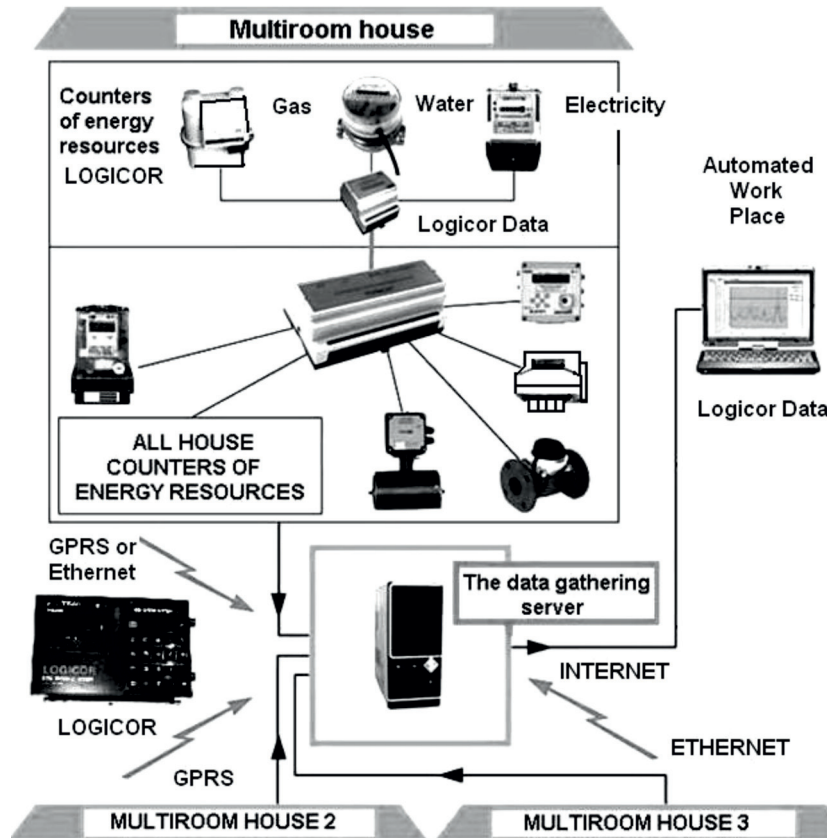 Multiroom house
Counters
of energy
resources
LOGICOR
Gas
Water
Electricity
Logicor Data
Automated
Work
Place
Logicor Data
ALL HOUSE
COUNTERS OF
ENERGY RESOURCES
GPRS or
Ethernet
The data gathering
server
LOGICOR
INTERNET
LOGICOR
GPRS
ETHERNET
MULTIROOM HOUSE 2
MULTIROOM HOUSE 3